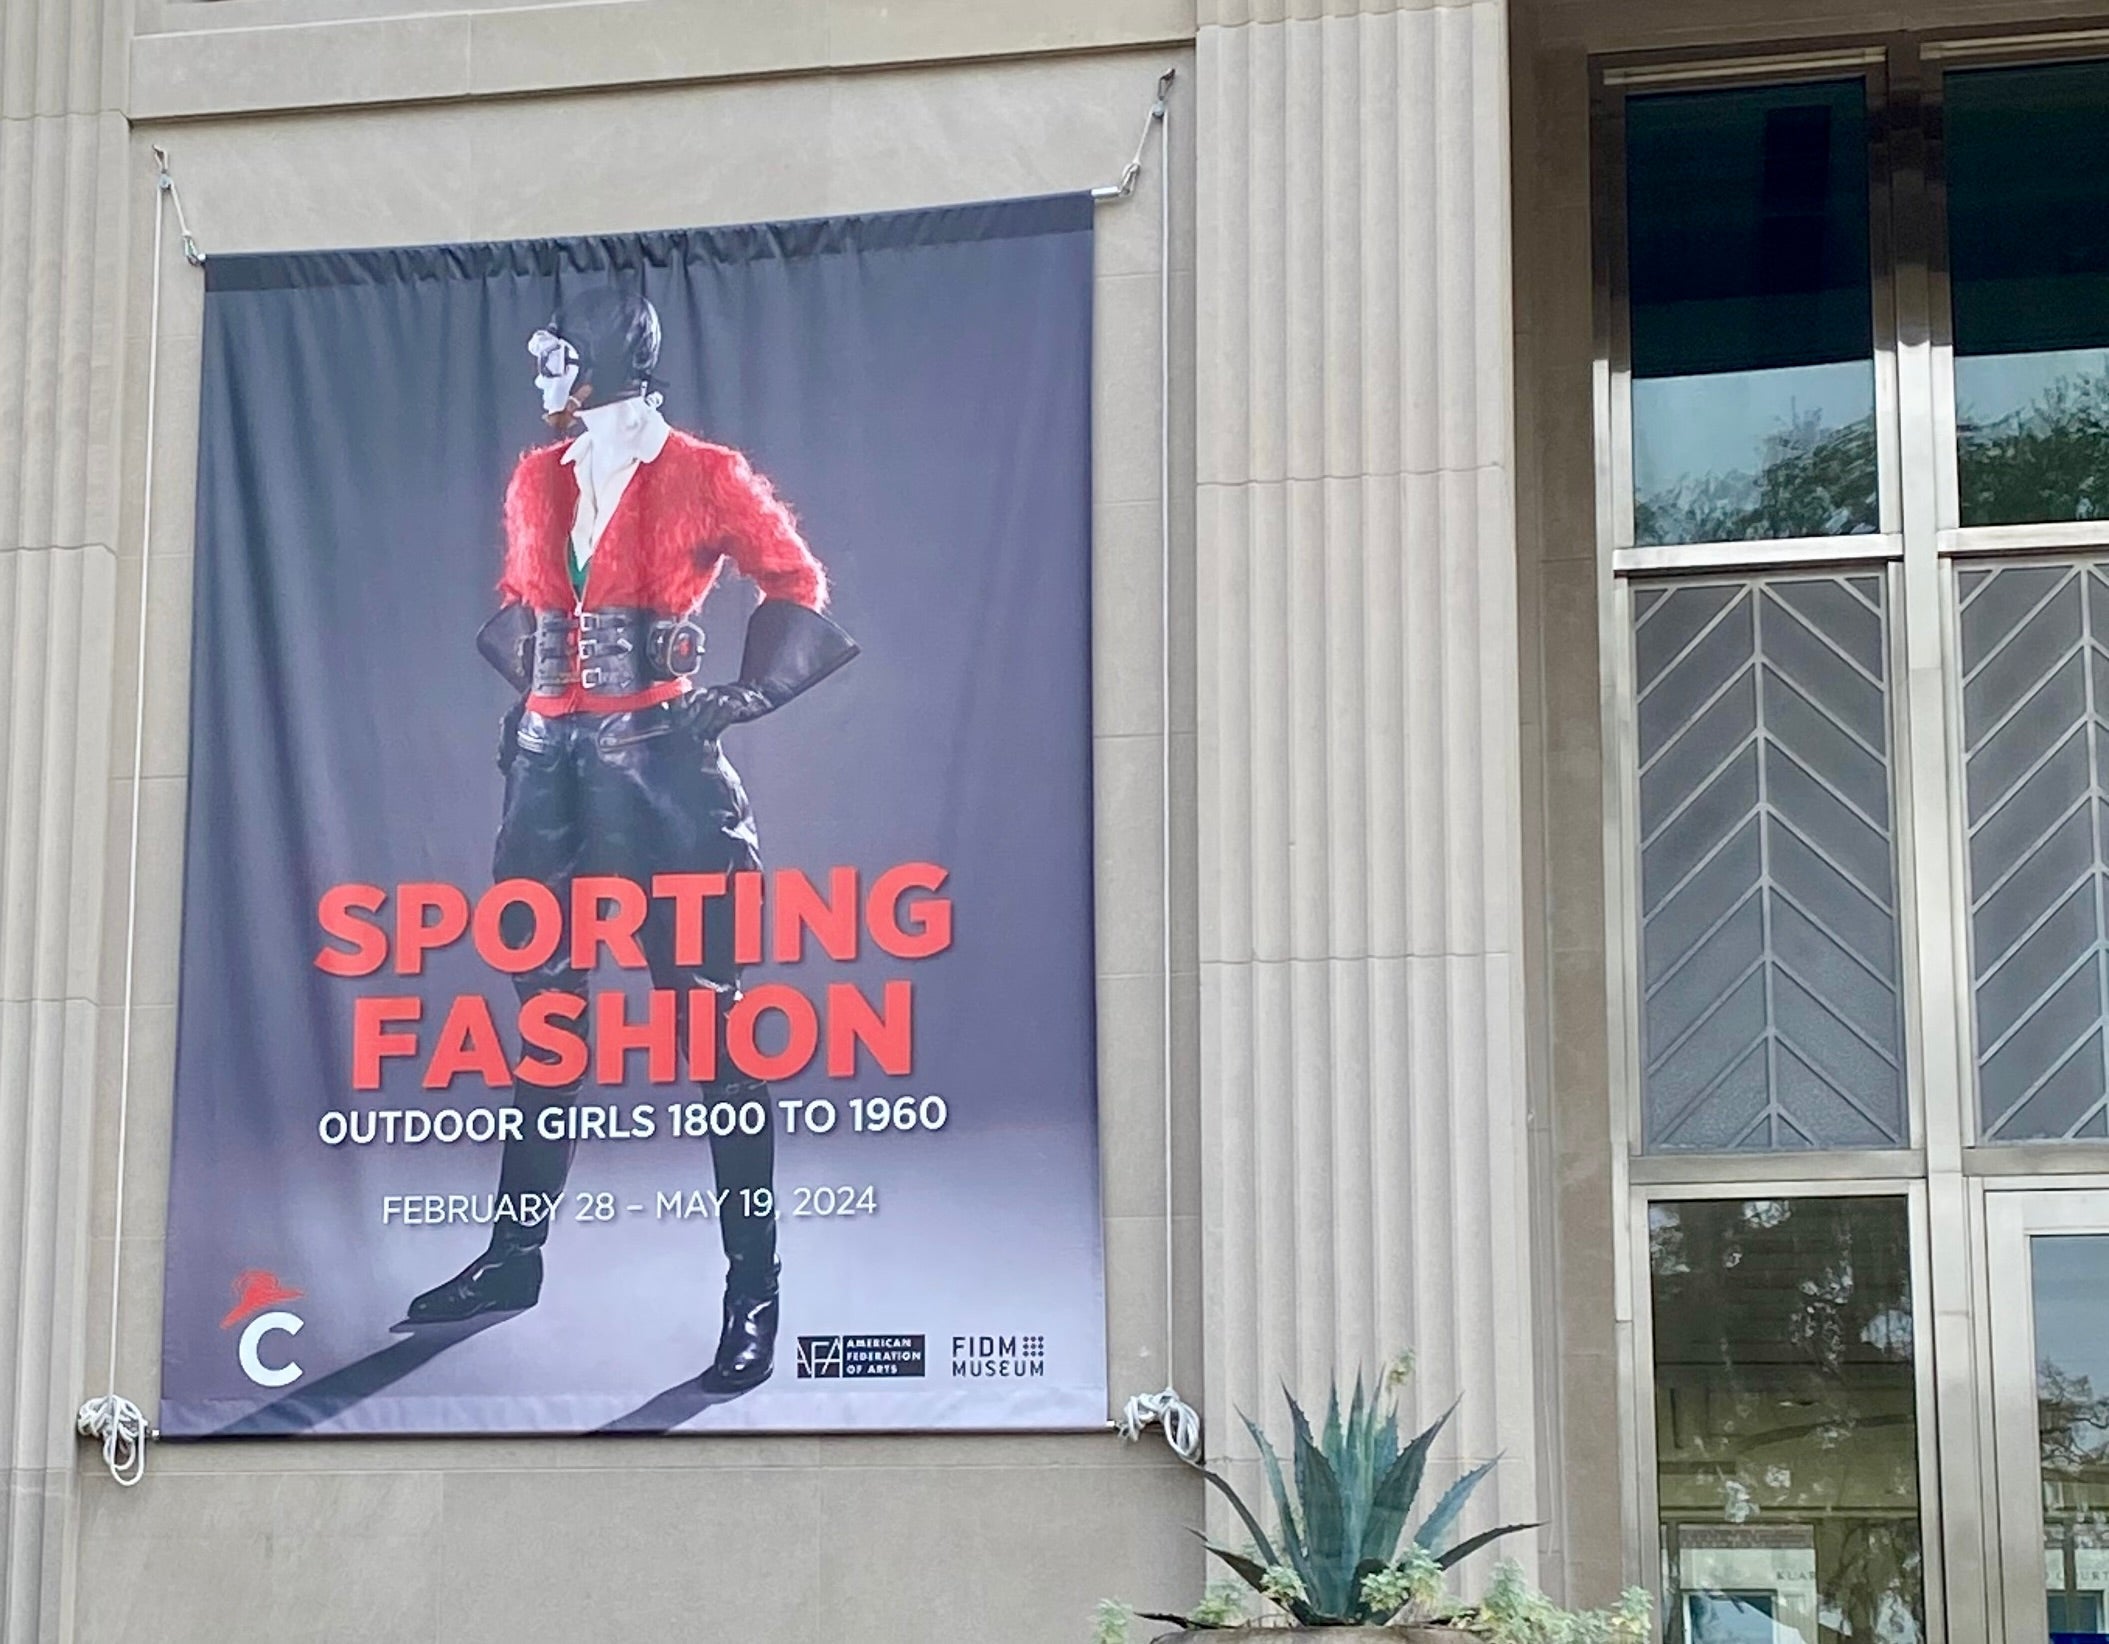 SPORTING
FASHION
OUTDOOR GIRLS 1800 TO 1960
FEBRUARY 28 – MAY 19, 2024
C
AFA
AMERICAN
FEDERATION
OF ARTS
FIDM
MUSEUM